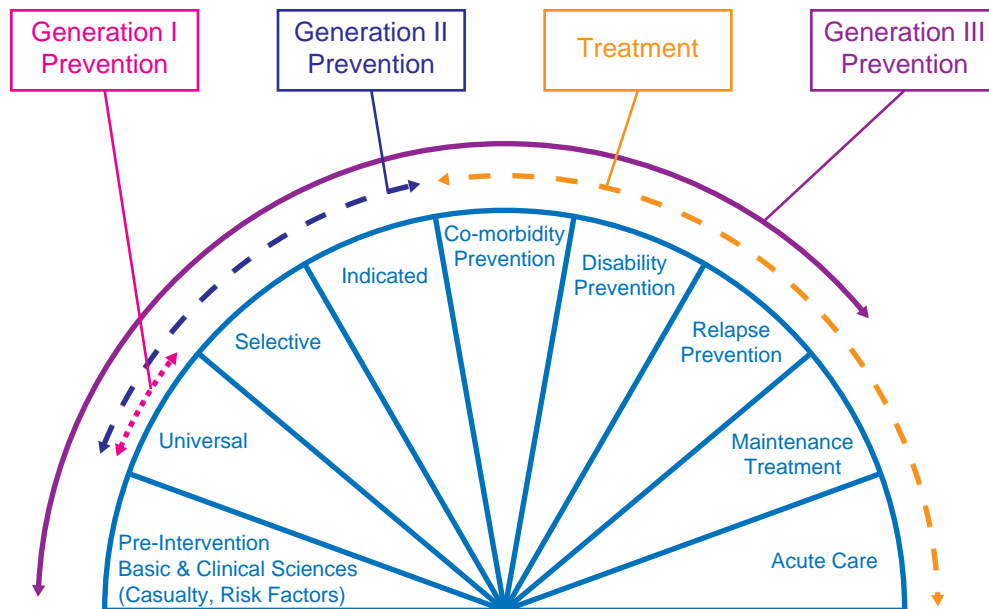 Generation I
Prevention
Generation II
Prevention
Treatment
Generation III
Prevention
Co-morbidity
Prevention
Indicated
Disability
Prevention
Selective
Relapse
Prevention
Universal
Maintenance
Treatment
Pre-Intervention
Basic & Clinical Sciences
(Casualty, Risk Factors)
Acute Care